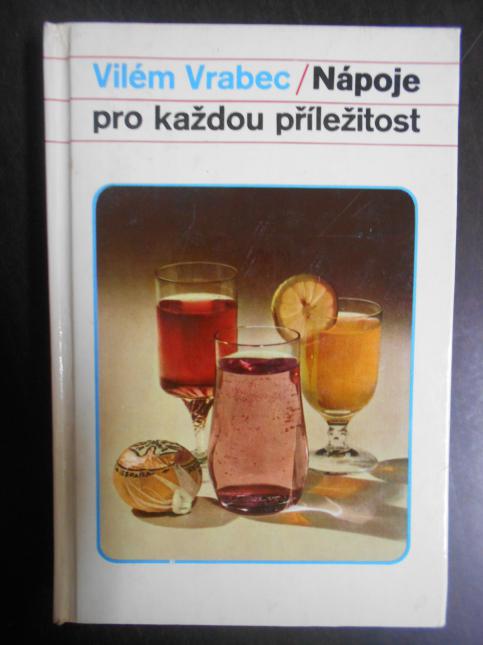 Vilém Vrabec/Nápoje
pro každou příležitost